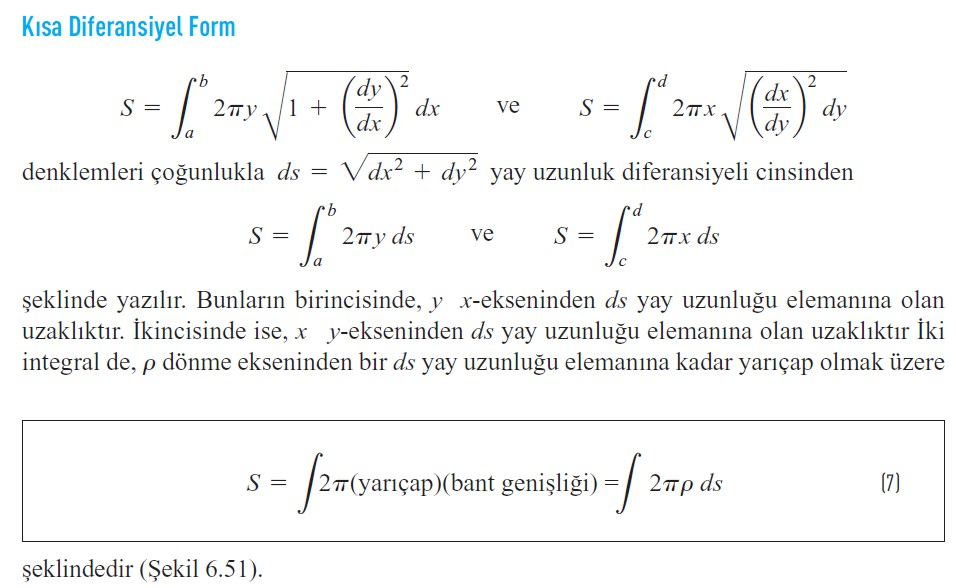 Kısa Diferansiyel Form
S = ∫_a^b 2πy √(1 + (dy/dx)²) dx ve S = ∫_c^d 2πx √((dx/dy)²) dy
denklemleri çoğunlukla ds = √(dx² + dy²) yay uzunluk diferansiyeli cinsinden
S = ∫_a^b 2πy ds ve S = ∫_c^d 2πx ds
şeklinde yazılır. Bunların birincisinde, y x-ekseninden ds yay uzunluğu elemanına olan
uzaklıktır. İkincisinde ise, x y-ekseninden ds yay uzunluğu elemanına olan uzaklıktır İki
integral de, ρ dönme ekseninden bir ds yay uzunluğu elemanına kadar yarıçap olmak üzere
S = ∫2π(yarıçap)(bant genişliği) = ∫ 2πρ ds (7)
şeklindedir (Şekil 6.51).